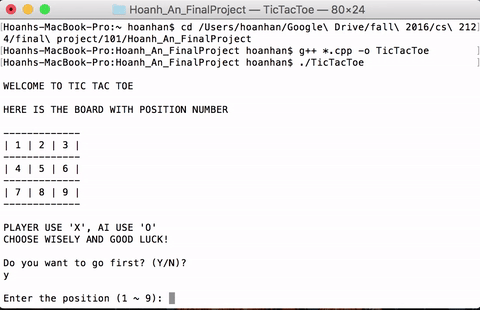 Hoanh_An_FinalProject — TicTacToe — 80×24
Hoanhs-MacBook-Pro:~ hoanhan$ cd /Users/hoanhan/Google\ Drive/fall\ 2016/cs\ 212
4/final\ project/101/Hoanh_An_FinalProject
Hoanhs-MacBook-Pro:Hoanh_An_FinalProject hoanhan$ g++ *.cpp -o TicTacToe
Hoanhs-MacBook-Pro:Hoanh_An_FinalProject hoanhan$ ./TicTacToe
WELCOME TO TIC TAC TOE
HERE IS THE BOARD WITH POSITION NUMBER
-------------
| 1 | 2 | 3 |
-------------
| 4 | 5 | 6 |
-------------
| 7 | 8 | 9 |
-------------
PLAYER USE 'X', AI USE 'O'
CHOOSE WISELY AND GOOD LUCK!
Do you want to go first? (Y/N)?
y
Enter the position (1 ~ 9):